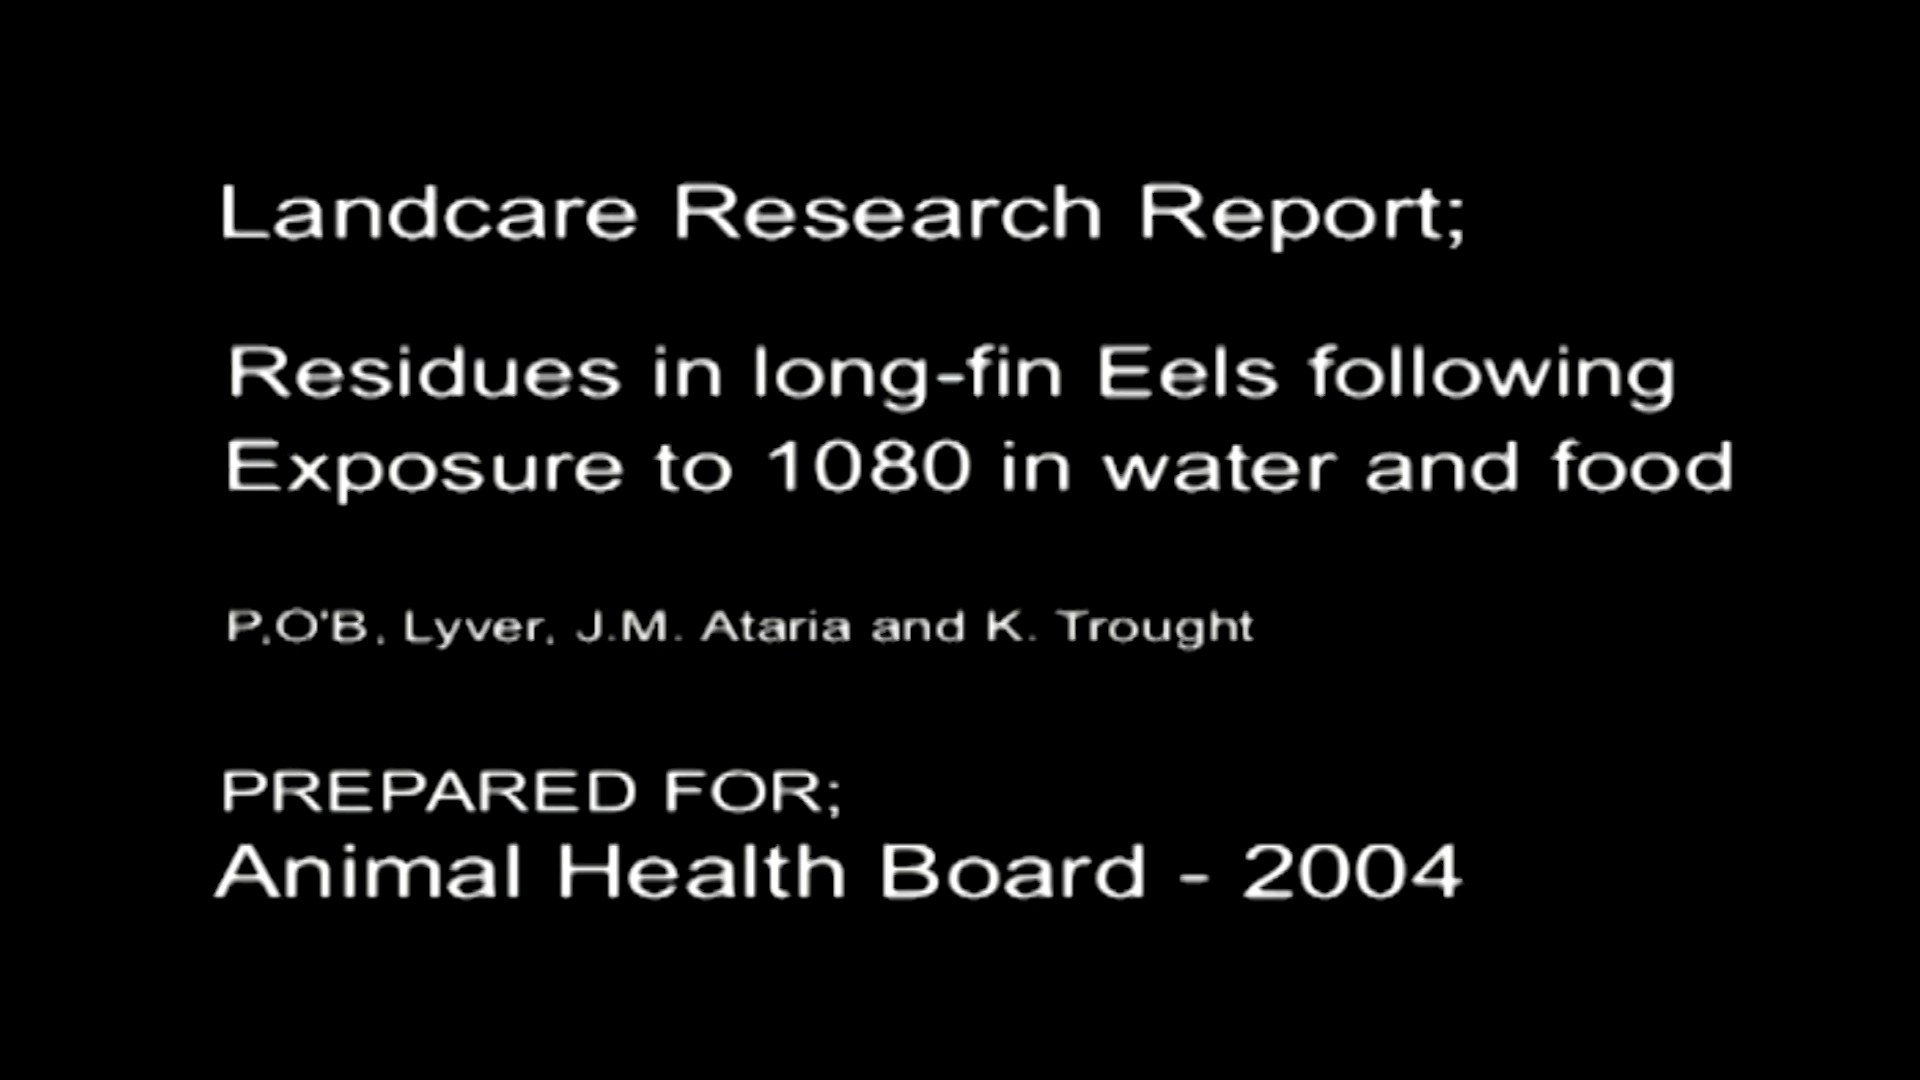 Landcare Research Report;
Residues in long-fin Eels following
Exposure to 1080 in water and food
P.O'B. Lyver, J.M. Ataria and K. Trought
PREPARED FOR;
Animal Health Board - 2004